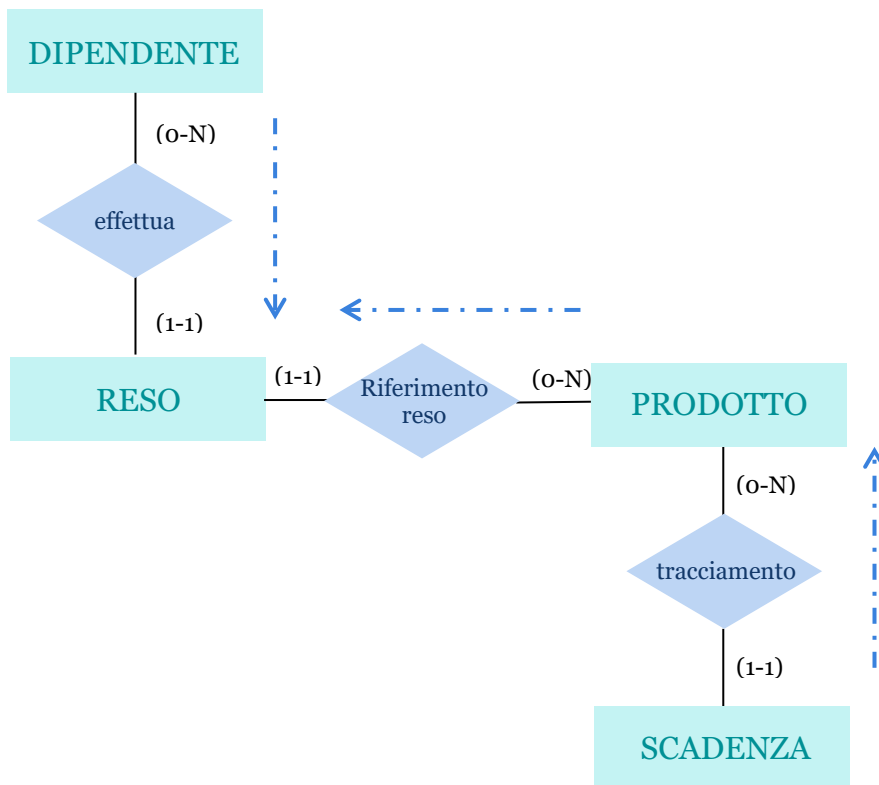 DIPENDENTE
(0-N)
effettua
(1-1)
RESO
(1-1)
Riferimento
reso
(0-N)
PRODOTTO
(0-N)
tracciamento
(1-1)
SCADENZA